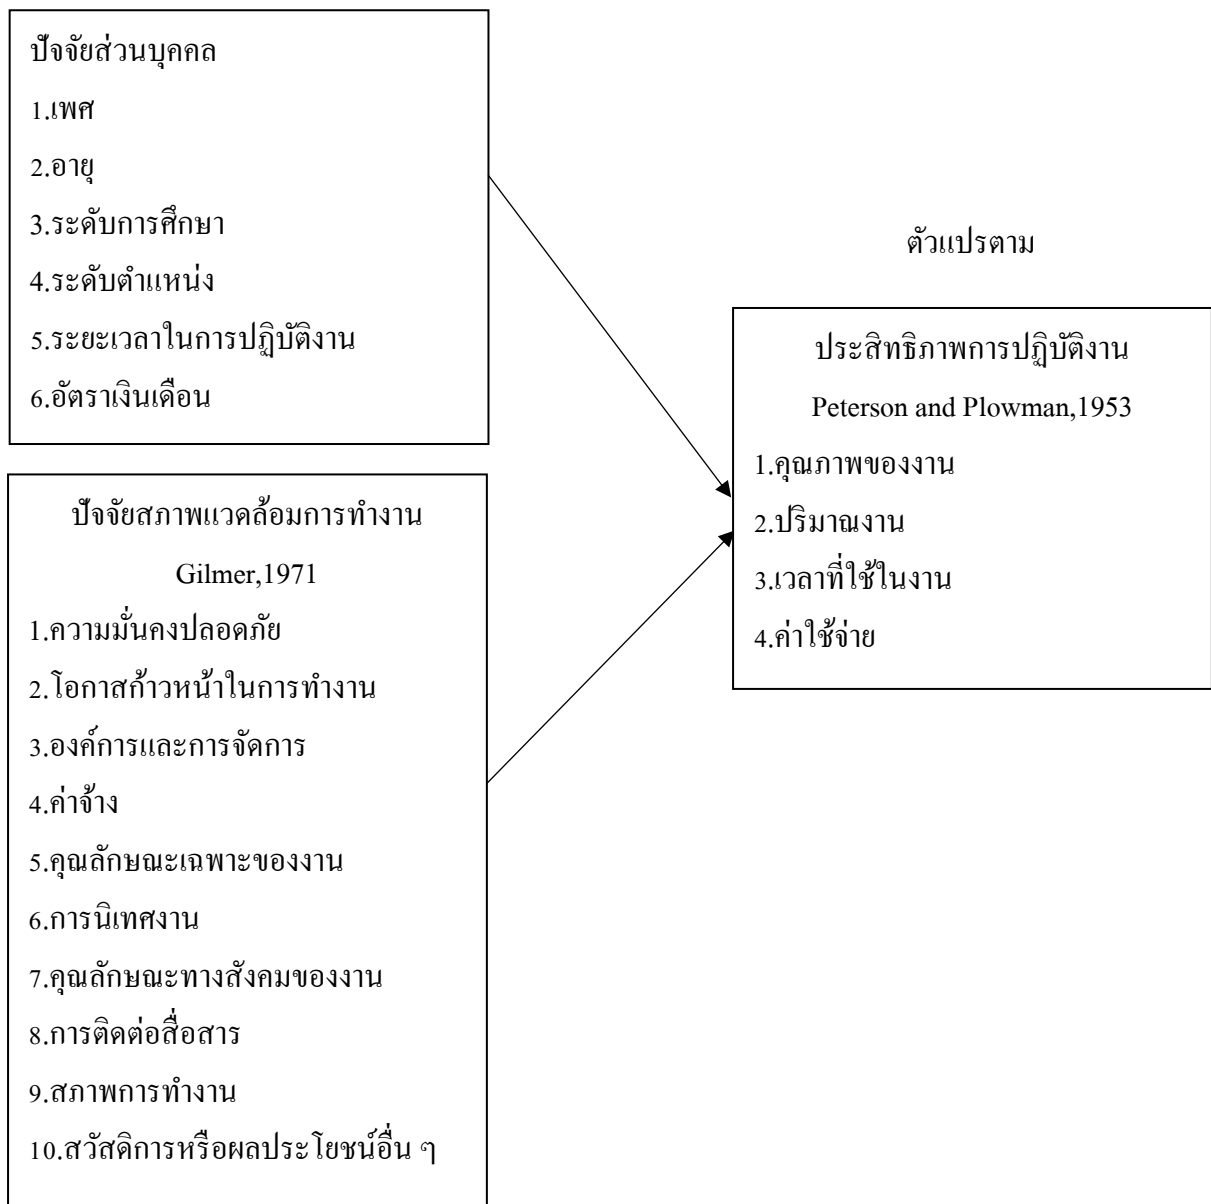 ปัจจัยส่วนบุคคล
1.เพศ
2.อายุ
3.ระดับการศึกษา
4.ระดับตำแหน่ง
5.ระยะเวลาในการปฏิบัติงาน
6.อัตราเงินเดือน
ปัจจัยสภาพแวดล้อมการทำงาน
Gilmer,1971
1.ความมั่นคงปลอดภัย
2.โอกาสก้าวหน้าในการทำงาน
3.องค์การและการจัดการ
4.ค่าจ้าง
5.คุณลักษณะเฉพาะของงาน
6.การนิเทศงาน
7.คุณลักษณะทางสังคมของงาน
8.การติดต่อสื่อสาร
9.สภาพการทำงาน
10.สวัสดิการหรือผลประโยชน์อื่น ๆ
ตัวแปรตาม
ประสิทธิภาพการปฏิบัติงาน
Peterson and Plowman,1953
1.คุณภาพของงาน
2.ปริมาณงาน
3.เวลาที่ใช้ในงาน
4.ค่าใช้จ่าย